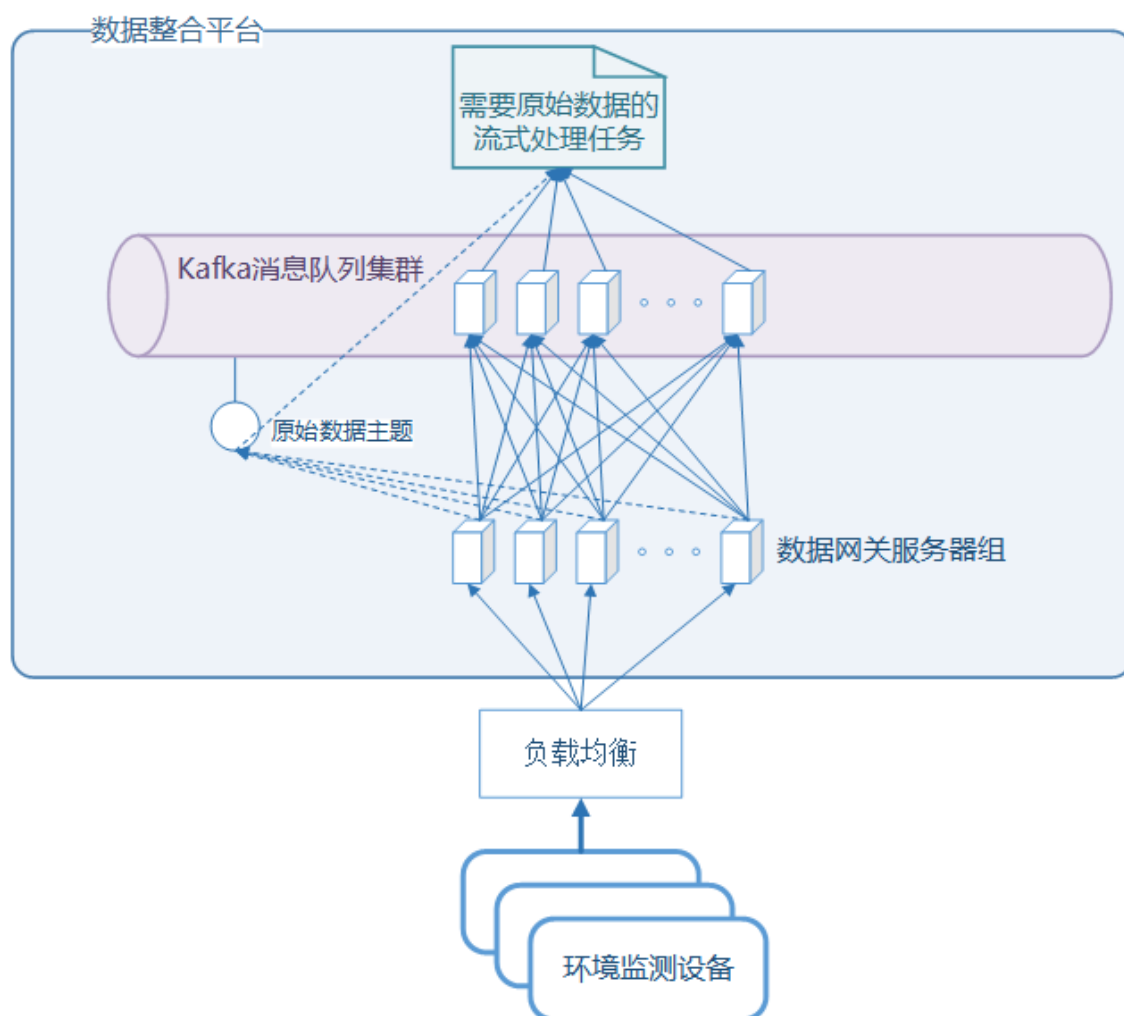 数据整合平台
需要原始数据的
流式处理任务
Kafka消息队列集群
原始数据主题
数据网关服务器组
负载均衡
环境监测设备